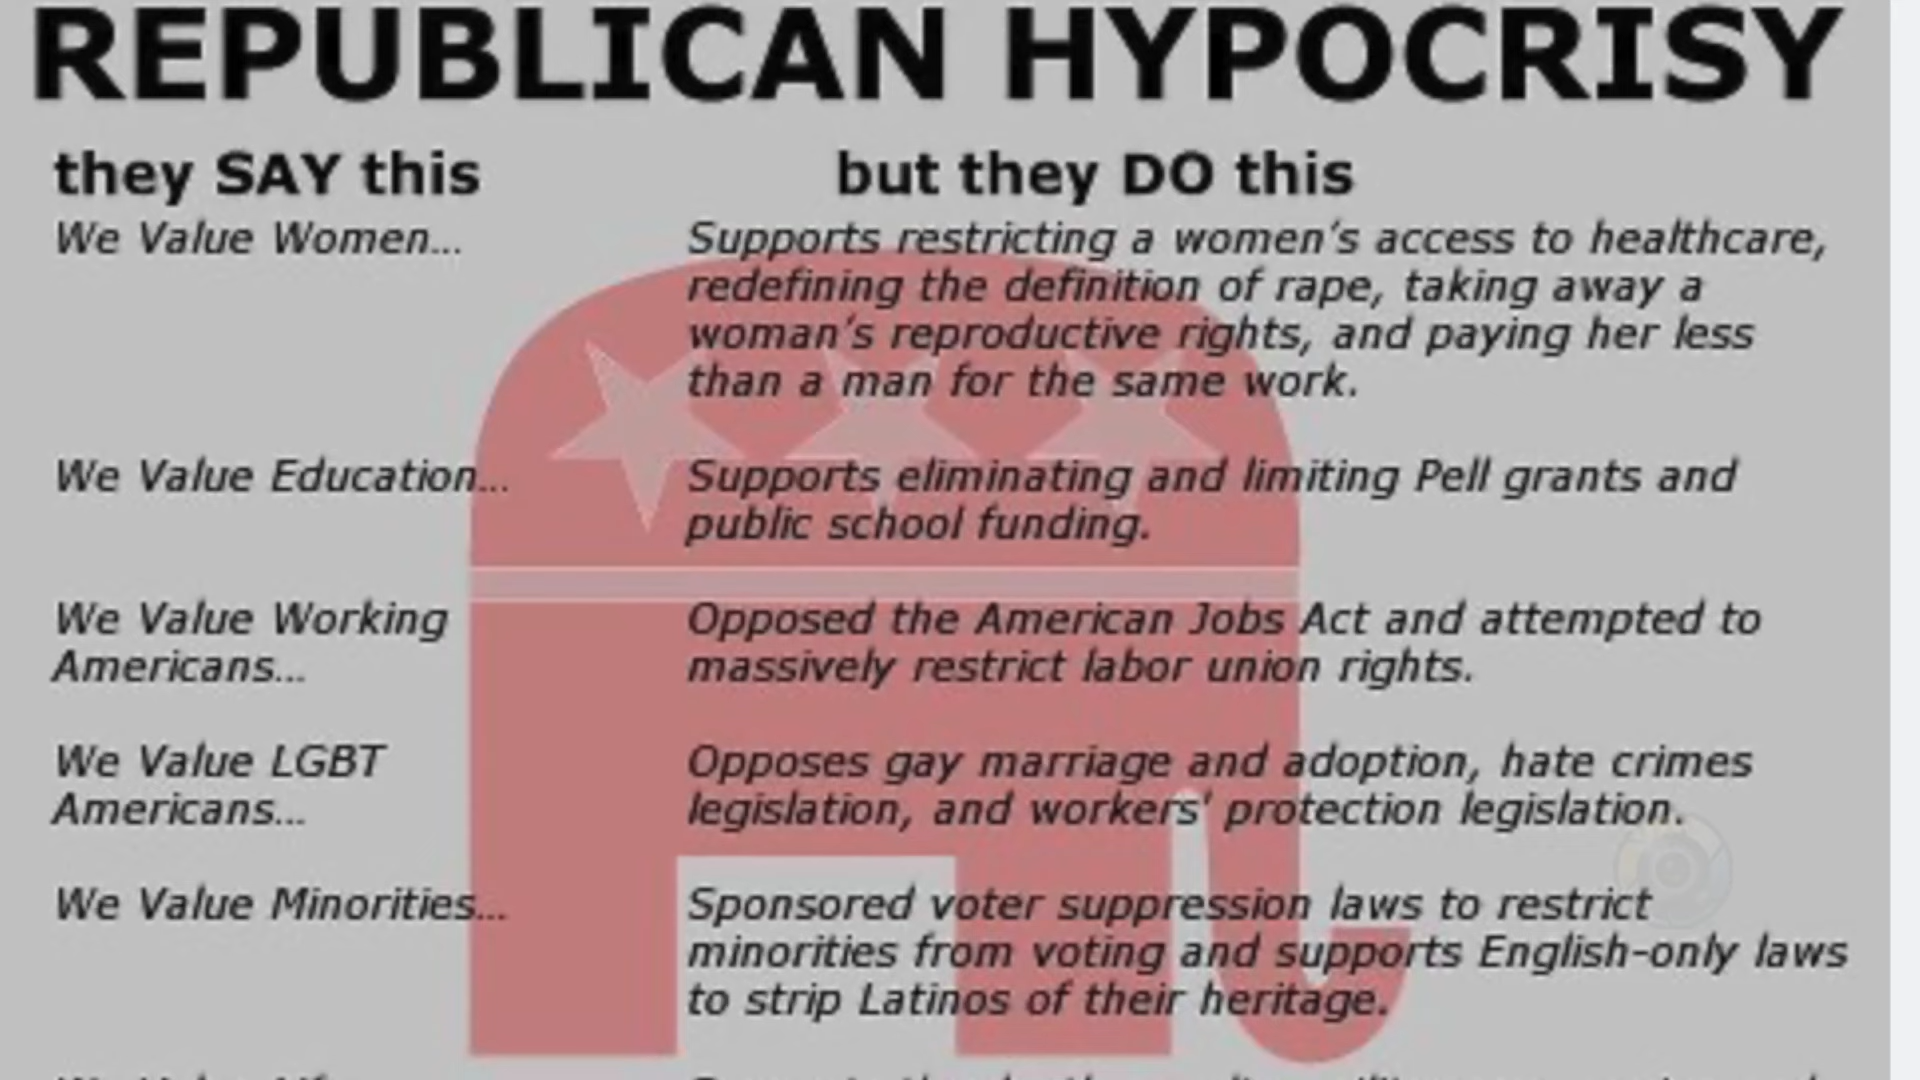 REPUBLICAN HYPOCRISY
they SAY this
but they DO this
We Value Women...
Supports restricting a women's access to healthcare,
redefining the definition of rape, taking away a
woman's reproductive rights, and paying her less
than a man for the same work.
We Value Education...
Supports eliminating and limiting Pell grants and
public school funding.
We Value Working
Americans...
Opposed the American Jobs Act and attempted to
massively restrict labor union rights.
We Value LGBT
Americans...
Opposes gay marriage and adoption, hate crimes
legislation, and workers' protection legislation.
We Value Minorities...
Sponsored voter suppression laws to restrict
minorities from voting and supports English-only laws
to strip Latinos of their heritage.